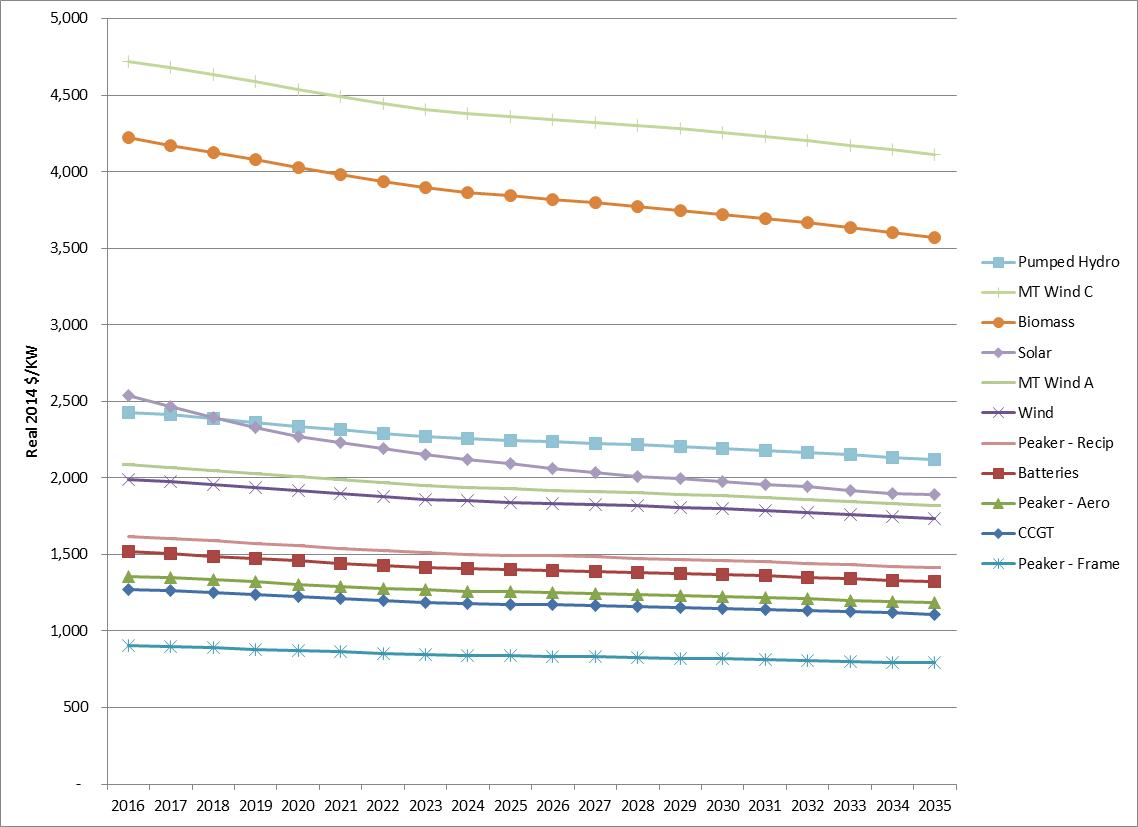 5,000
4,500
4,000
3,500
3,000
2,500
2,000
1,500
1,000
500
-
Real 2014 $/KW
2016 2017 2018 2019 2020 2021 2022 2023 2024 2025 2026 2027 2028 2029 2030 2031 2032 2033 2034 2035
Pumped Hydro
MT Wind C
Biomass
Solar
MT Wind A
Wind
Peaker - Recip
Batteries
Peaker - Aero
CCGT
Peaker - Frame